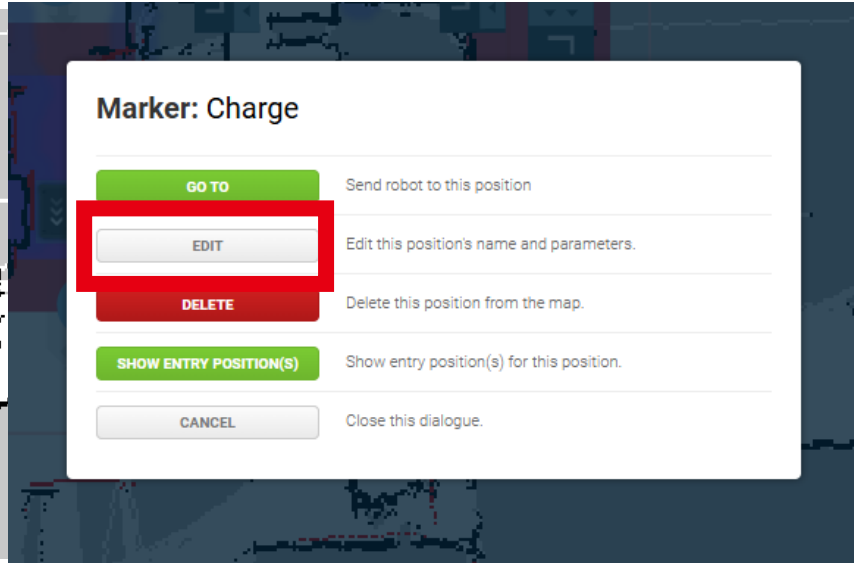 Marker: Charge
GO TO Send robot to this position
EDIT Edit this position's name and parameters.
DELETE Delete this position from the map.
SHOW ENTRY POSITION(S) Show entry position(s) for this position.
CANCEL Close this dialogue.